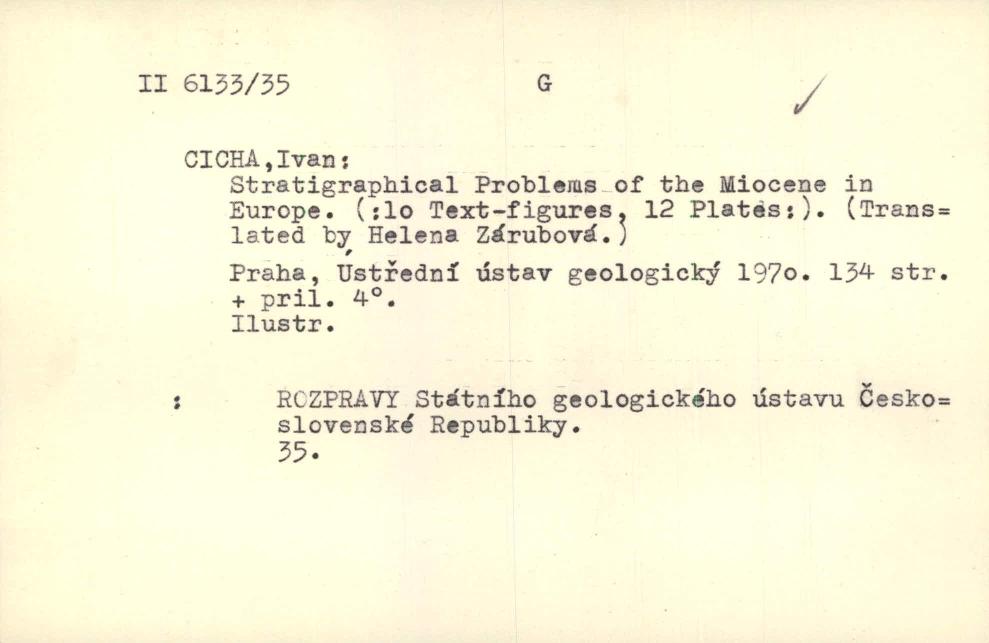 II 6133/35 G
CICHA,Ivan:
Stratigraphical Problems of the Miocene in
Europe. (:lo Text-figures, 12 Plates:). (Trans=
lated by Helena Zárubová.)
Praha, Ústřední ústav geologický 197o. 134 str.
+ pril. 4°.
Ilustr.
: ROZPRAVY Státního geologického ústavu Česko=
slovenské Republiky.
35.